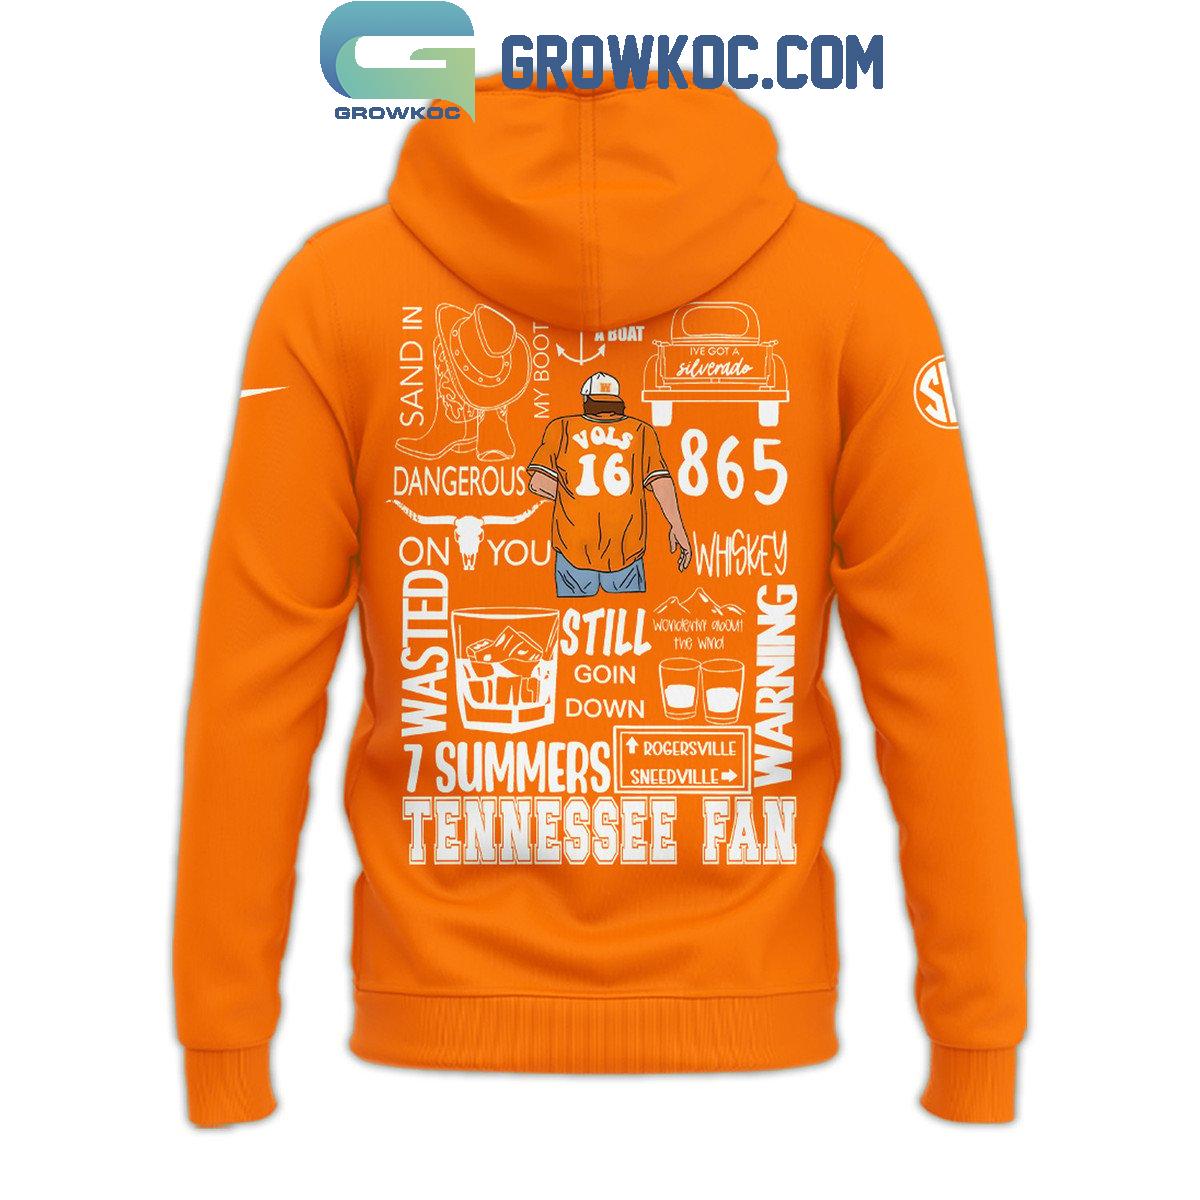 GROWKOC
GROWKOC.COM
SAND IN
MY BOOT
A BOAT
IVE GOT A
silverado
VOLS
16
865
DANGEROUS
ON YOU
WASTED
WHISKEY
WARNING
STILL
GOIN
DOWN
wonderin' about
the wind
7 SUMMERS
ROGERSVILLE
SNEEDVILLE
TENNESSEE FAN